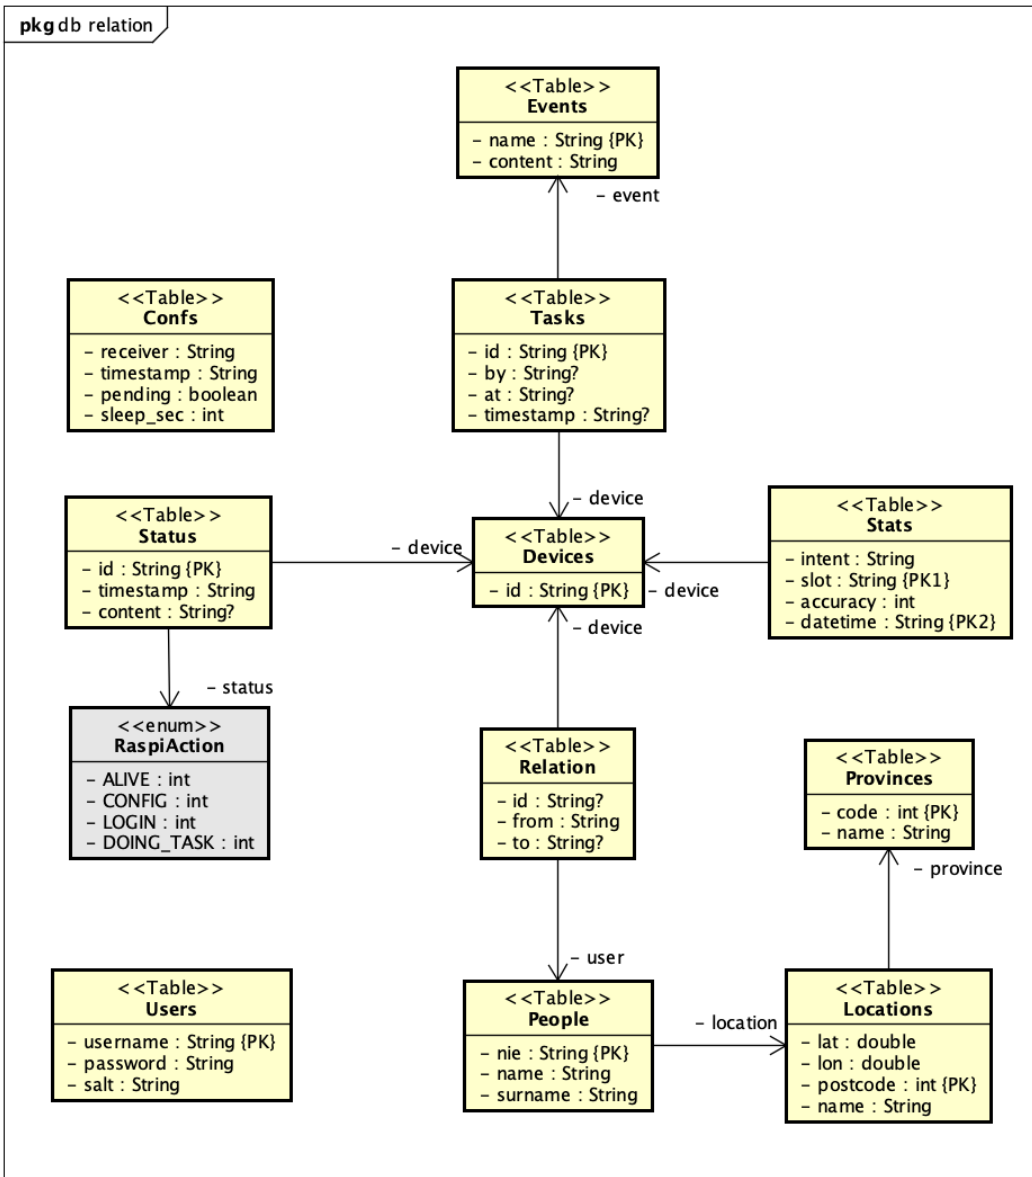 pkg db relation
<<Table>>
Events
– name : String {PK}
– content : String
– event
<<Table>>
Confs
– receiver : String
– timestamp : String
– pending : boolean
– sleep_sec : int
<<Table>>
Tasks
– id : String {PK}
– by : String?
– at : String?
– timestamp : String?
– device
<<Table>>
Status
– id : String {PK}
– timestamp : String
– content : String?
– device
<<Table>>
Devices
– id : String {PK}
– device
<<Table>>
Stats
– intent : String
– slot : String {PK1}
– accuracy : int
– datetime : String {PK2}
– device
– status
<<enum>>
RaspiAction
– ALIVE : int
– CONFIG : int
– LOGIN : int
– DOING_TASK : int
<<Table>>
Relation
– id : String?
– from : String
– to : String?
<<Table>>
Provinces
– code : int {PK}
– name : String
– province
– user
<<Table>>
Users
– username : String {PK}
– password : String
– salt : String
<<Table>>
People
– nie : String {PK}
– name : String
– surname : String
– location
<<Table>>
Locations
– lat : double
– lon : double
– postcode : int {PK}
– name : String